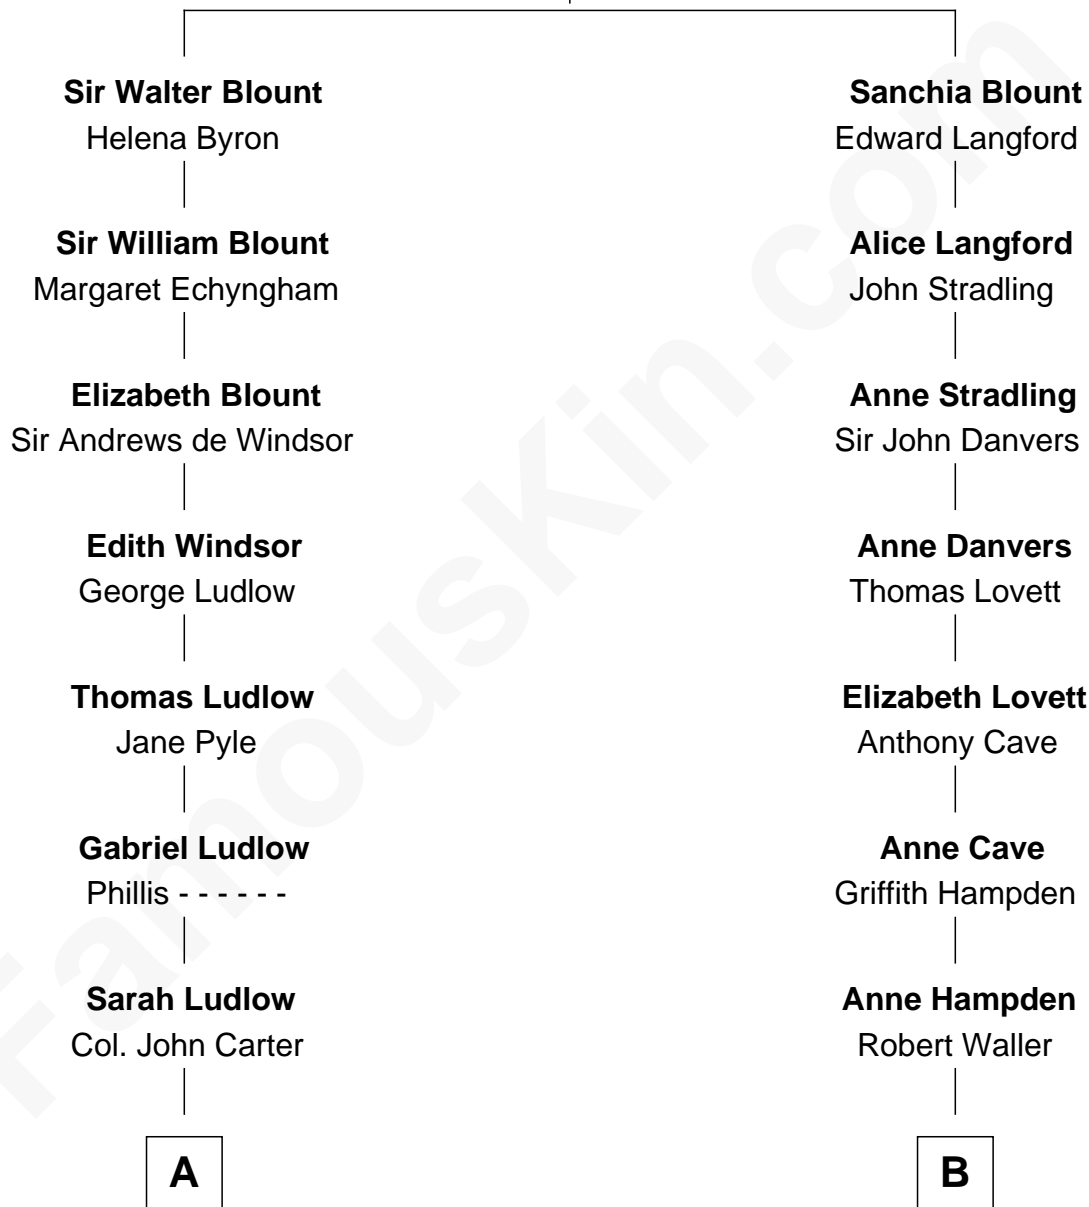 Sir Walter Blount
Helena Byron
Sir William Blount
Margaret Echyngham
Elizabeth Blount
Sir Andrews de Windsor
Edith Windsor
George Ludlow
Thomas Ludlow
Jane Pyle
Gabriel Ludlow
Phillis - - - - - -
Sarah Ludlow
Col. John Carter
A
Sanchia Blount
Edward Langford
Alice Langford
John Stradling
Anne Stradling
Sir John Danvers
Anne Danvers
Thomas Lovett
Elizabeth Lovett
Anthony Cave
Anne Cave
Griffith Hampden
Anne Hampden
Robert Waller
B
FamousKin.com